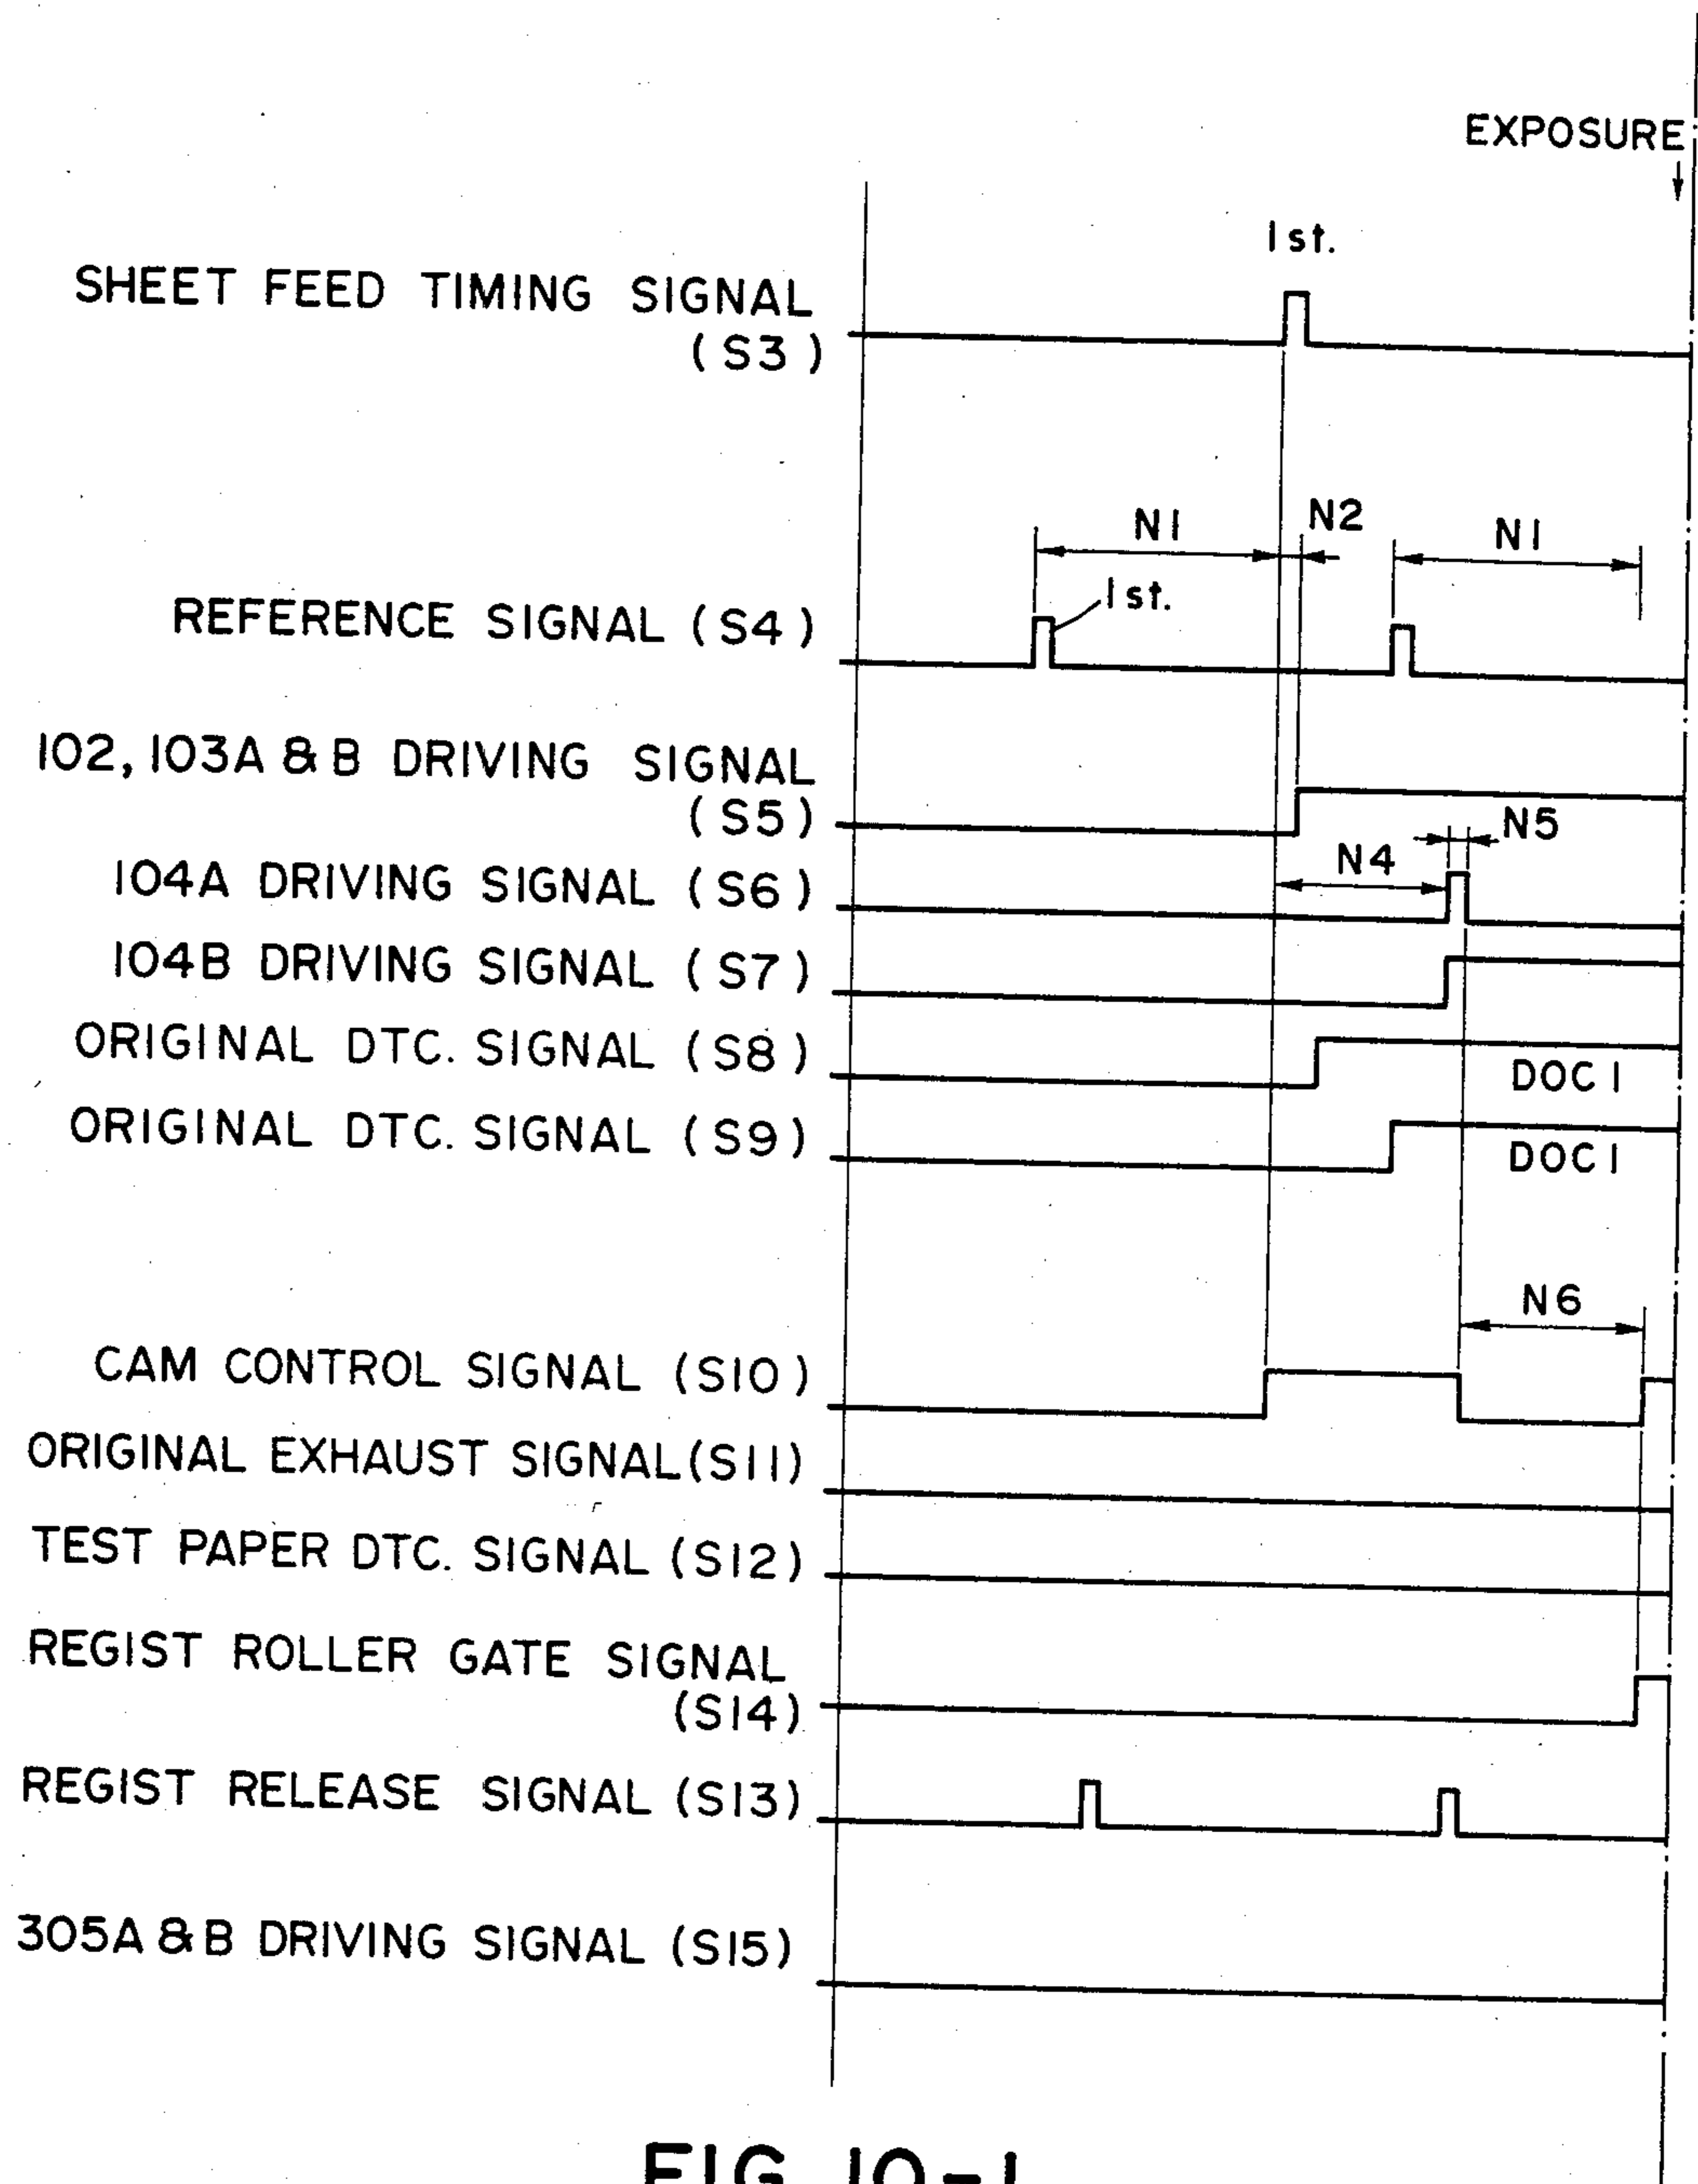 EXPOSURE
1st.
SHEET FEED TIMING SIGNAL
(S3)
N1 N2 N1
1st.
REFERENCE SIGNAL (S4)
102, 103A & B DRIVING SIGNAL
(S5)
N5
N4
104A DRIVING SIGNAL (S6)
104B DRIVING SIGNAL (S7)
ORIGINAL DTC. SIGNAL (S8)
DOC 1
ORIGINAL DTC. SIGNAL (S9)
DOC 1
N6
CAM CONTROL SIGNAL (S10)
ORIGINAL EXHAUST SIGNAL (S11)
TEST PAPER DTC. SIGNAL (S12)
REGIST ROLLER GATE SIGNAL
(S14)
REGIST RELEASE SIGNAL (S13)
305A & B DRIVING SIGNAL (S15)
FIG. 10-1